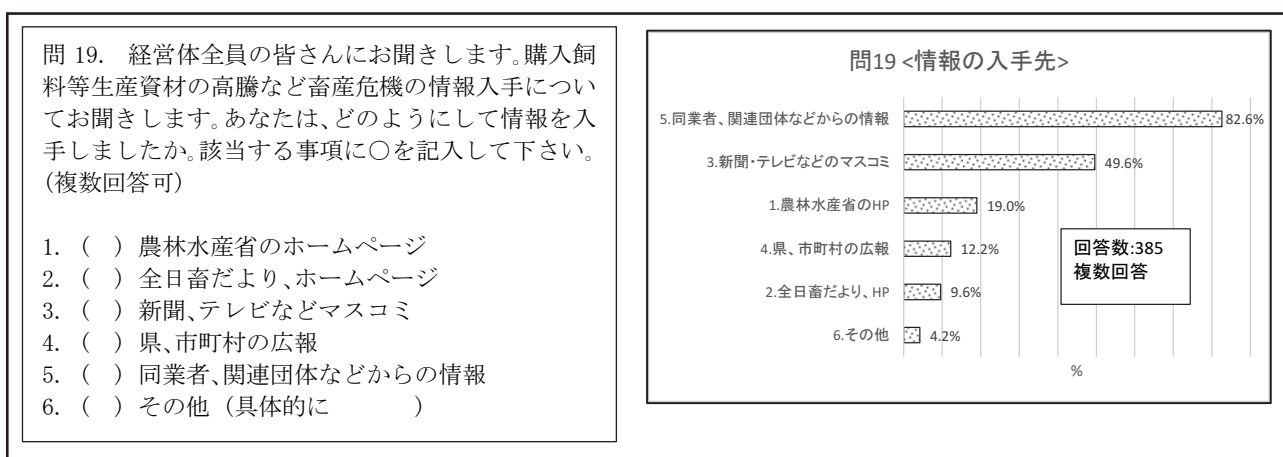 問 19. 経営体全員の皆さんにお聞きします。購入飼
料等生産資材の高騰など畜産危機の情報入手につい
てお聞きします。あなたは、どのようにして情報を入
手しましたか。該当する事項に○を記入して下さい。
(複数回答可)
1. ( ) 農林水産省のホームページ
2. ( ) 全日畜だより、ホームページ
3. ( ) 新聞、テレビなどマスコミ
4. ( ) 県、市町村の広報
5. ( ) 同業者、関連団体などからの情報
6. ( ) その他 (具体的に )
問19 <情報の入手先>
5.同業者、関連団体などからの情報 82.6%
3.新聞・テレビなどのマスコミ 49.6%
1.農林水産省のHP 19.0%
4.県、市町村の広報 12.2%
2.全日畜だより、HP 9.6%
6.その他 4.2%
回答数:385
複数回答
%